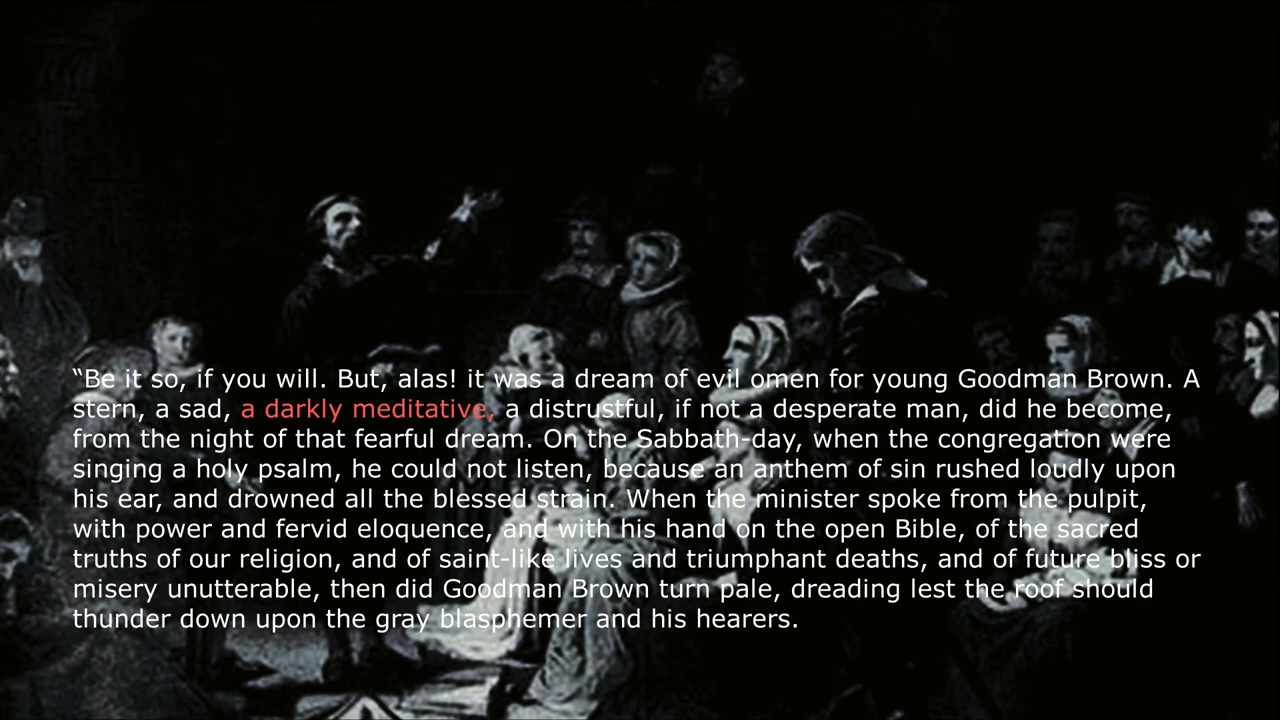 “Be it so, if you will. But, alas! it was a dream of evil omen for young Goodman Brown. A
stern, a sad, a darkly meditative, a distrustful, if not a desperate man, did he become,
from the night of that fearful dream. On the Sabbath-day, when the congregation were
singing a holy psalm, he could not listen, because an anthem of sin rushed loudly upon
his ear, and drowned all the blessed strain. When the minister spoke from the pulpit,
with power and fervid eloquence, and with his hand on the open Bible, of the sacred
truths of our religion, and of saint-like lives and triumphant deaths, and of future bliss or
misery unutterable, then did Goodman Brown turn pale, dreading lest the roof should
thunder down upon the gray blasphemer and his hearers.